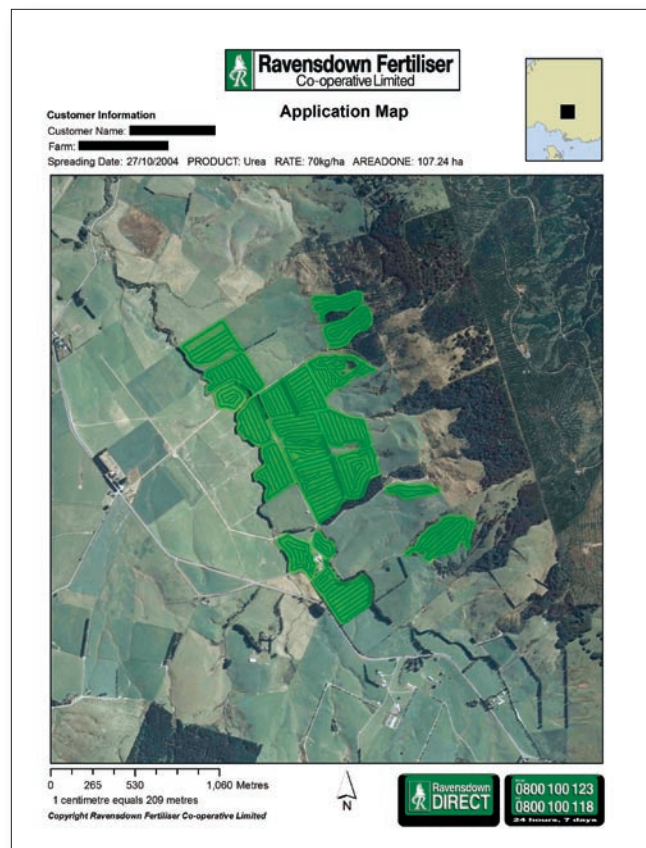 Ravensdown Fertiliser
Co-operative Limited
Application Map
Customer Information
Customer Name:
Farm:
Spreading Date: 27/10/2004 PRODUCT: Urea RATE: 70kg/ha AREADONE: 107.24 ha
0 265 530 1,060 Metres
1 centimetre equals 209 metres
Copyright Ravensdown Fertiliser Co-operative Limited
N
Ravensdown
DIRECT
0800 100 123
0800 100 118
24 hours, 7 days